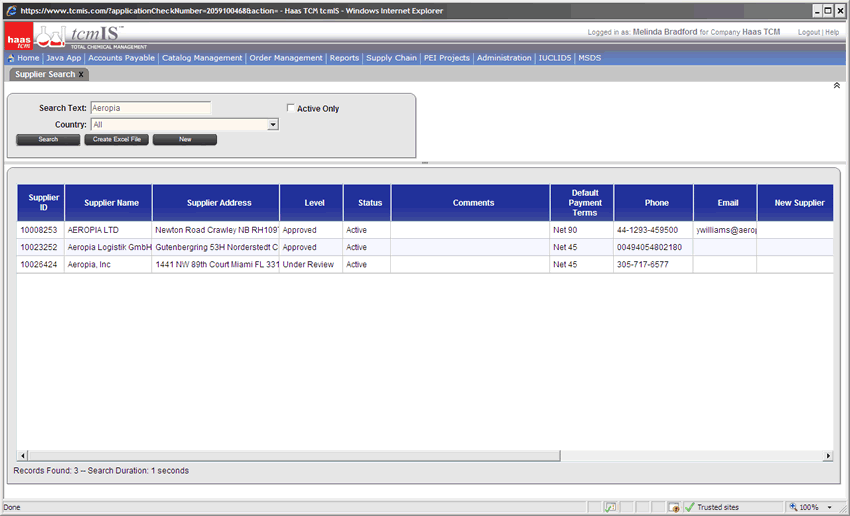 https://www.tcmis.com/?applicationCheckNumber=2059100468&action= - Haas TCM tcmIS - Windows Internet Explorer
haas tcm tcmIS TOTAL CHEMICAL MANAGEMENT
Logged in as: Melinda Bradford for Company Haas TCM Logout | Help
Home | Java App | Accounts Payable | Catalog Management | Order Management | Reports | Supply Chain | PEI Projects | Administration | IUCLIDS | MSDS
Supplier Search x
Search Text: Aeropia Active Only
Country: All
Search Create Excel File New
Supplier ID Supplier Name Supplier Address Level Status Comments Default Payment Terms Phone Email New Supplier
10008253 AEROPIA LTD Newton Road Crawley NB RH109T Approved Active Net 90 44-1293-459500 ywilliams@aerop
10023252 Aeropia Logistik GmbH Gutenbergring 53H Norderstedt C Approved Active Net 45 00494054802180
10026424 Aeropia, Inc 1441 NW 89th Court Miami FL 331 Under Review Active Net 45 305-717-6577
Records Found: 3 -- Search Duration: 1 seconds
Done Trusted sites 100%